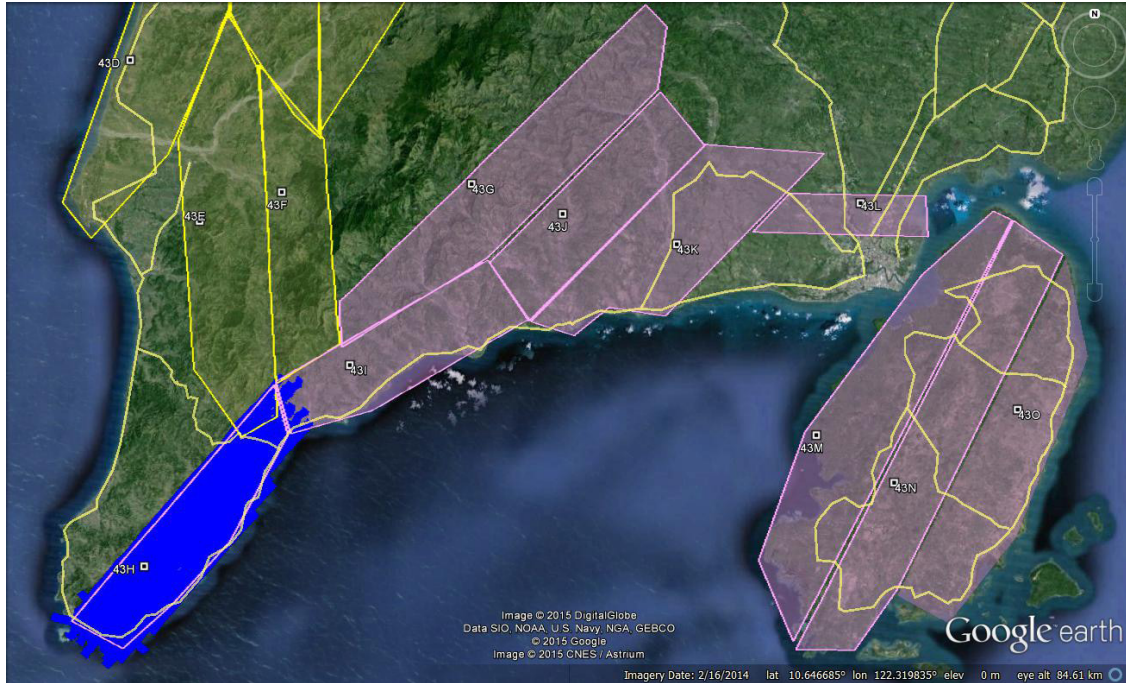 N
43D
43G
43E
43F
43L
43J
43K
43I
43O
43M
43N
43H
Image © 2015 DigitalGlobe
Data SIO, NOAA, U.S. Navy, NGA, GEBCO
© 2015 Google
Image © 2015 CNES / Astrium
Google earth
Imagery Date: 2/16/2014 lat 10.646685° lon 122.319835° elev 0 m eye alt 84.61 km